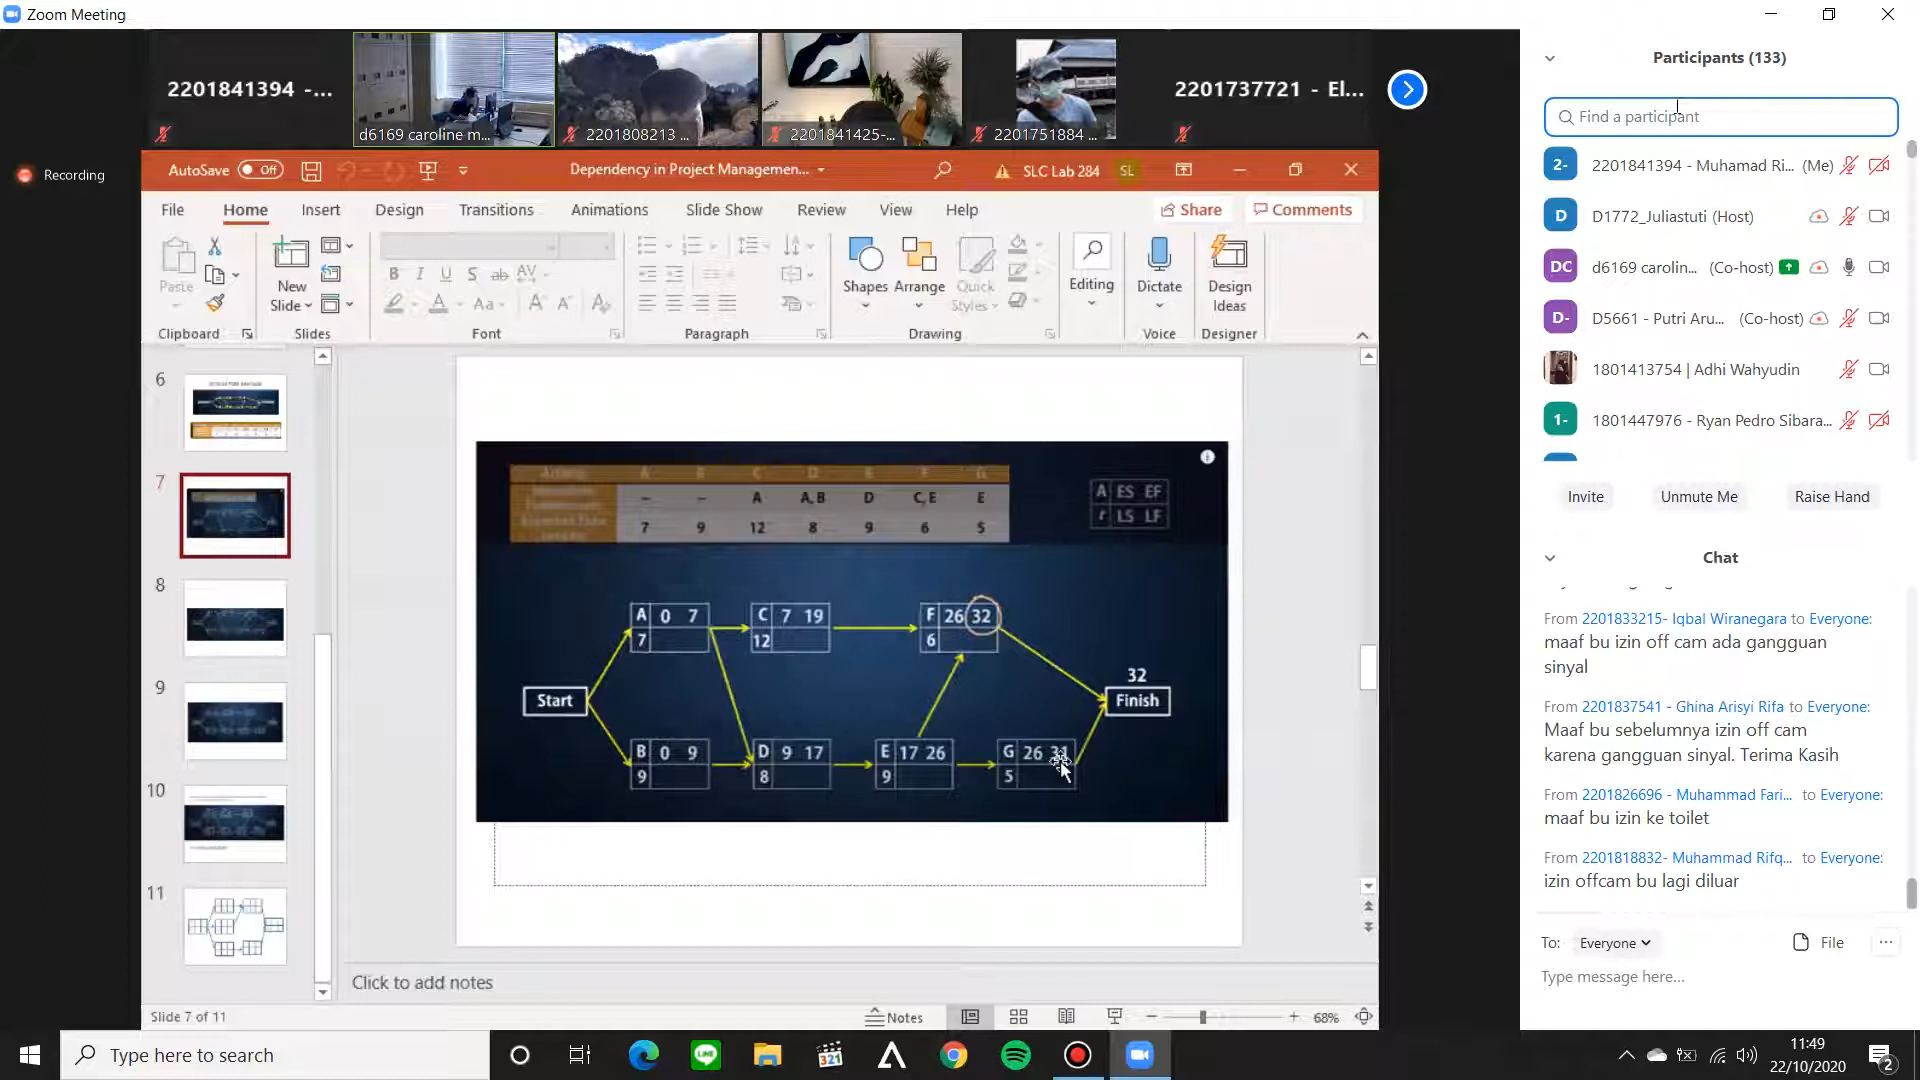 Zoom Meeting
2201841394 -...
d6169 caroline m...
2201808213 ...
2201841425-...
2201751884 ...
2201737721 - El...
Recording
AutoSave Off
Dependency in Project Managemen...
SLC Lab 284 SL
File Home Insert Design Transitions Animations Slide Show Review View Help
Share Comments
Paste
New
Slide
B I U S ab AV
A Aa A A A
Shapes Arrange Quick
Styles
Editing
Dictate
Design
Ideas
Clipboard Slides Font Paragraph Drawing Voice Designer
6
7
8
9
10
11
A B C D E F G
– – A A, B D C, E E
7 9 12 8 9 6 5
A ES EF
r LS LF
A 0 7
7
C 7 19
12
F 26 32
6
32
Start
Finish
B 0 9
9
D 9 17
8
E 17 26
9
G 26
5
Click to add notes
Slide 7 of 11
Notes
68%
Participants (133)
Find a participant
2- 2201841394 - Muhamad Ri... (Me)
D D1772_Juliastuti (Host)
DC d6169 carolin... (Co-host)
D- D5661 - Putri Aru... (Co-host)
1801413754 | Adhi Wahyudin
1- 1801447976 - Ryan Pedro Sibara...
Invite Unmute Me Raise Hand
Chat
From 2201833215- Iqbal Wiranegara to Everyone:
maaf bu izin off cam ada gangguan
sinyal
From 2201837541 - Ghina Arisyi Rifa to Everyone:
Maaf bu sebelumnya izin off cam
karena gangguan sinyal. Terima Kasih
From 2201826696 - Muhammad Fari... to Everyone:
maaf bu izin ke toilet
From 2201818832- Muhammad Rifq... to Everyone:
izin offcam bu lagi diluar
To: Everyone File ...
Type message here...
Type here to search
LINE
321
11:49
22/10/2020
2